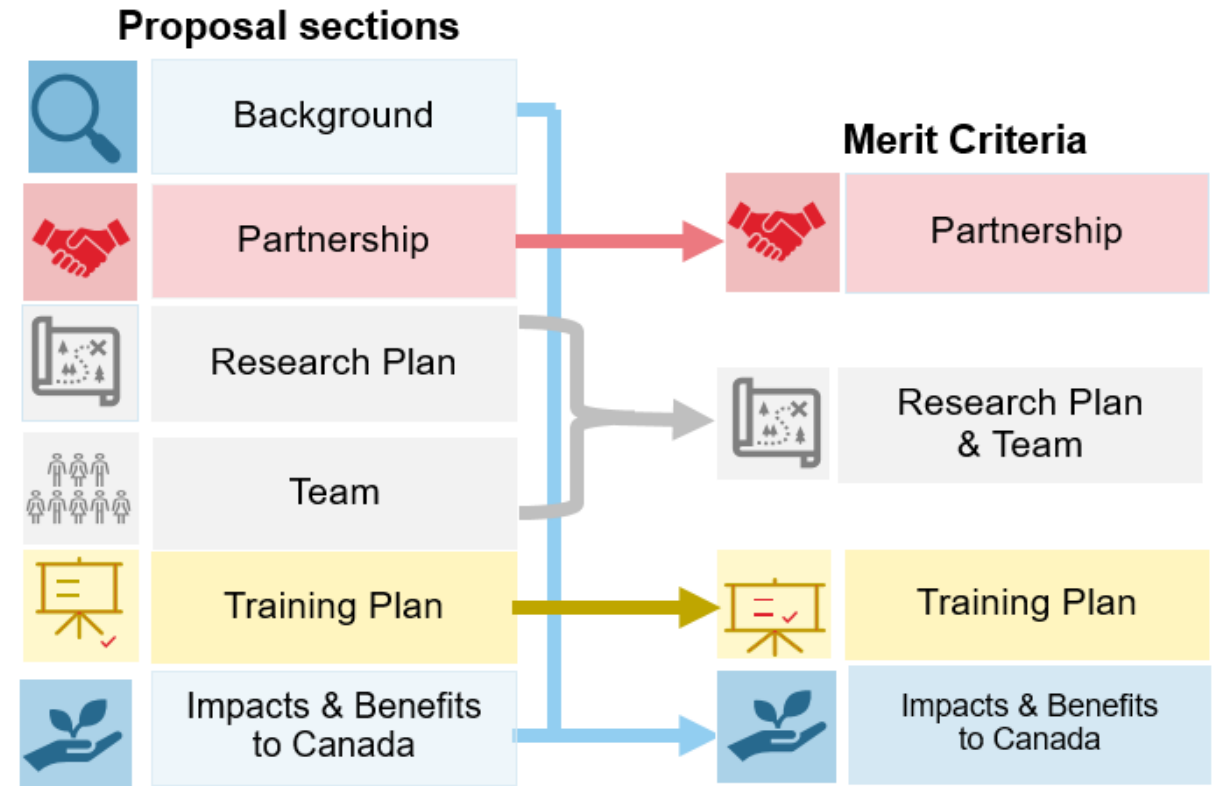 Proposal sections
Background
Partnership
Research Plan
Team
Training Plan
Impacts & Benefits
to Canada
Merit Criteria
Partnership
Research Plan
& Team
Training Plan
Impacts & Benefits
to Canada